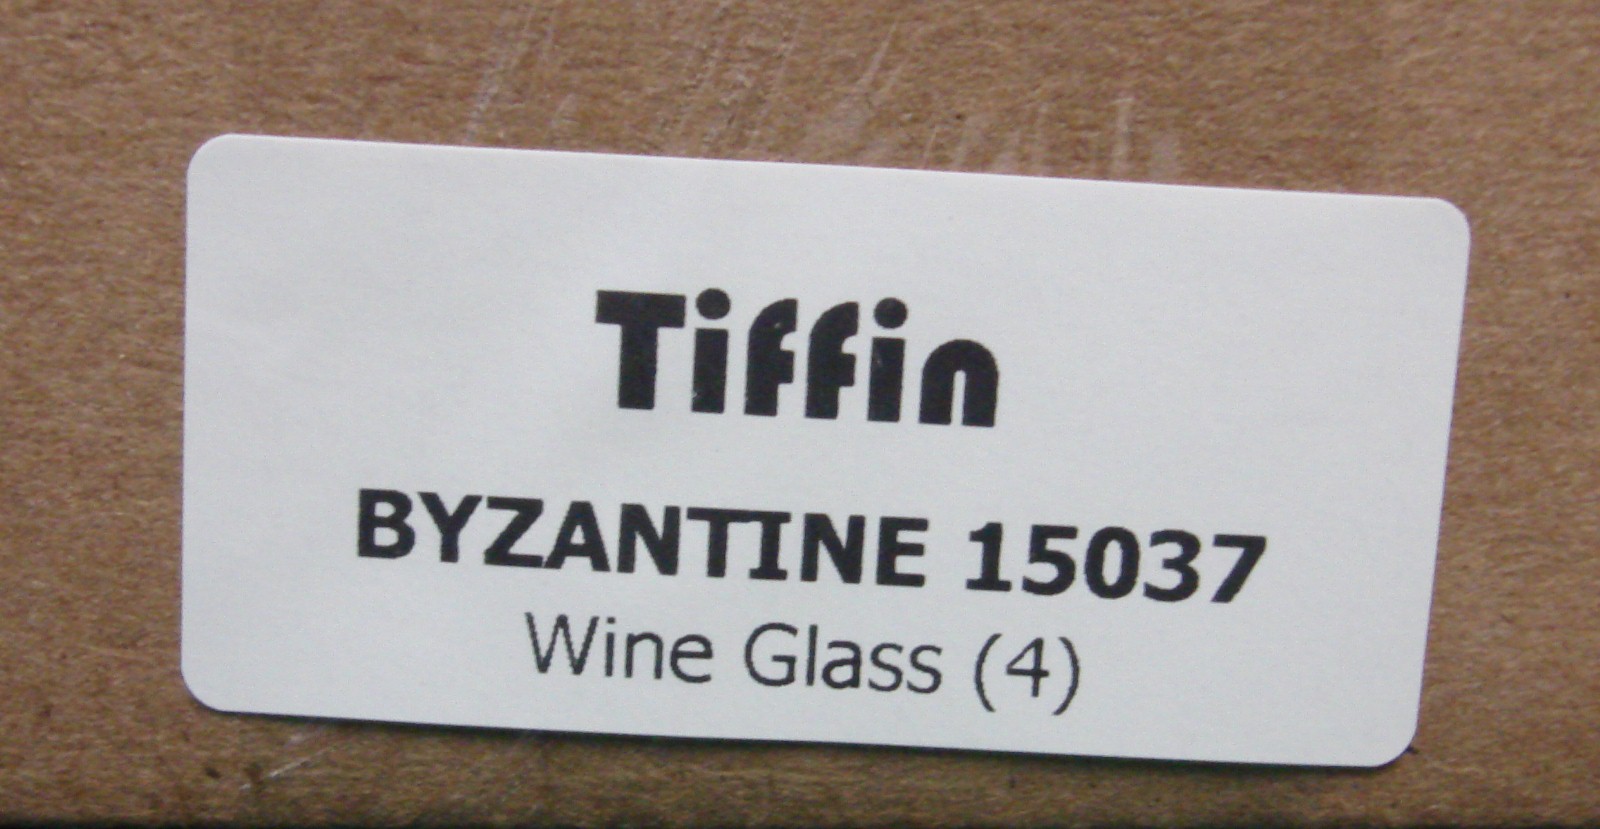 Tiffin
BYZANTINE 15037
Wine Glass (4)